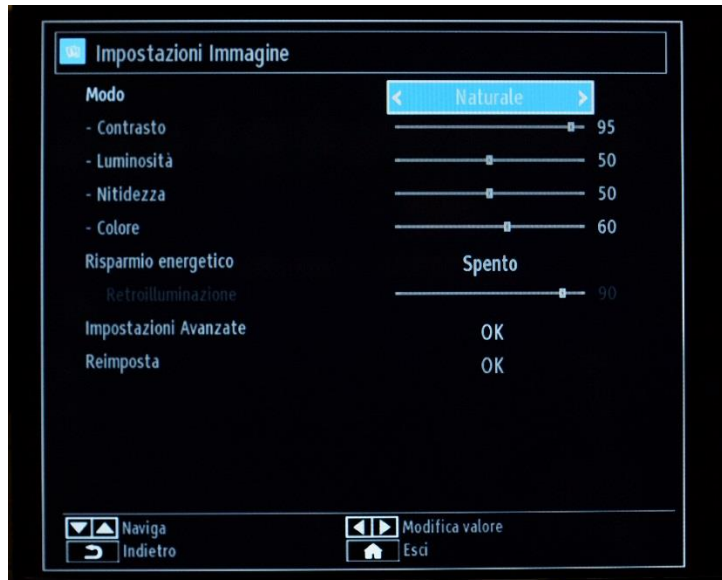 Impostazioni Immagine
Modo < Naturale >
- Contrasto 95
- Luminosità 50
- Nitidezza 50
- Colore 60
Risparmio energetico Spento
Retroilluminazione 90
Impostazioni Avanzate OK
Reimposta OK
Naviga Modifica valore
Indietro Esci